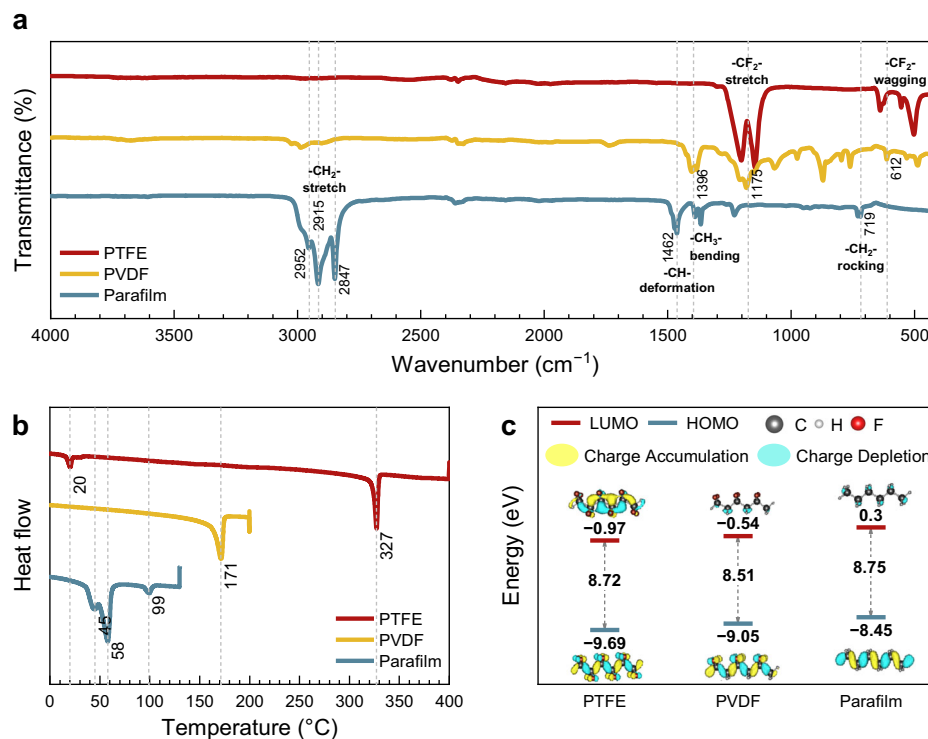 a
Transmittance (%)
-CF₂-
stretch
-CF₂-
wagging
-CH₂-
stretch
2915
2952
2847
1462
1396
1175
612
719
-CH-
deformation
-CH₃-
bending
-CH₂-
rocking
PTFE
PVDF
Parafilm
4000 3500 3000 2500 2000 1500 1000 500
Wavenumber (cm⁻¹)
b
Heat flow
20
327
171
45
58
99
PTFE
PVDF
Parafilm
0 50 100 150 200 250 300 350 400
Temperature (°C)
c
LUMO HOMO C H F
Charge Accumulation Charge Depletion
Energy (eV)
−0.97 −0.54 0.3
8.72 8.51 8.75
−9.69 −9.05 −8.45
PTFE PVDF Parafilm